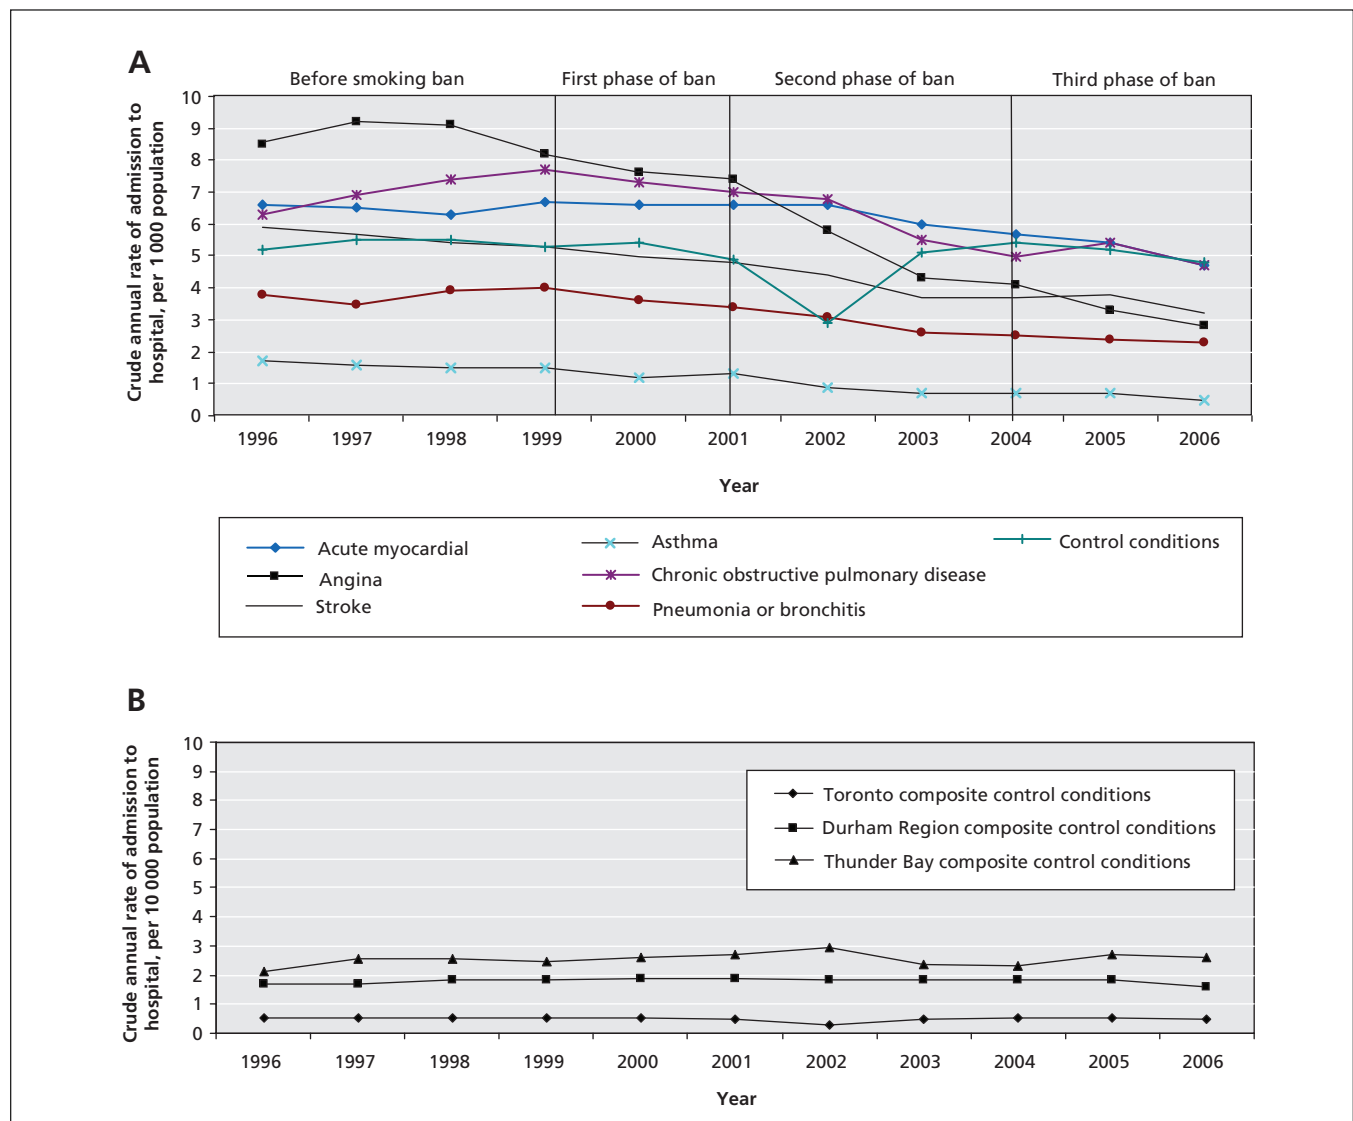 A
Before smoking ban
First phase of ban
Second phase of ban
Third phase of ban
Crude annual rate of admission to
hospital, per 1 000 population
10
9
8
7
6
5
4
3
2
1
0
1996 1997 1998 1999 2000 2001 2002 2003 2004 2005 2006
Year
Acute myocardial
Angina
Stroke
Asthma
Chronic obstructive pulmonary disease
Pneumonia or bronchitis
Control conditions
B
Crude annual rate of admission to
hospital, per 10 000 population
10
9
8
7
6
5
4
3
2
1
0
Toronto composite control conditions
Durham Region composite control conditions
Thunder Bay composite control conditions
1996 1997 1998 1999 2000 2001 2002 2003 2004 2005 2006
Year